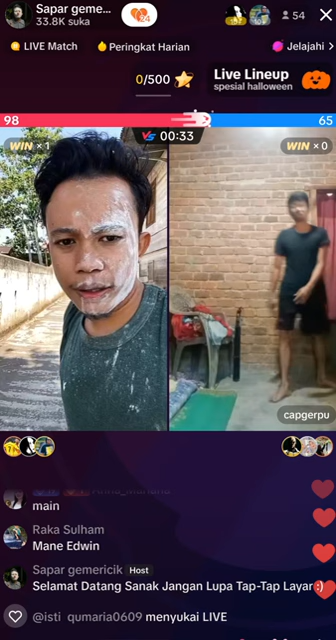 Sapar geme...
33.8K suka
24
54
LIVE Match
Peringkat Harian
Jelajahi >
0/500
Live Lineup
spesial halloween
98
65
VS 00:33
WIN × 1
WIN × 0
capgerpu
main
Raka Sulham
Mane Edwin
Sapar gemericik Host
Selamat Datang Sanak Jangan Lupa Tap-Tap Layar :)
@isti qumaria0609 menyukai LIVE